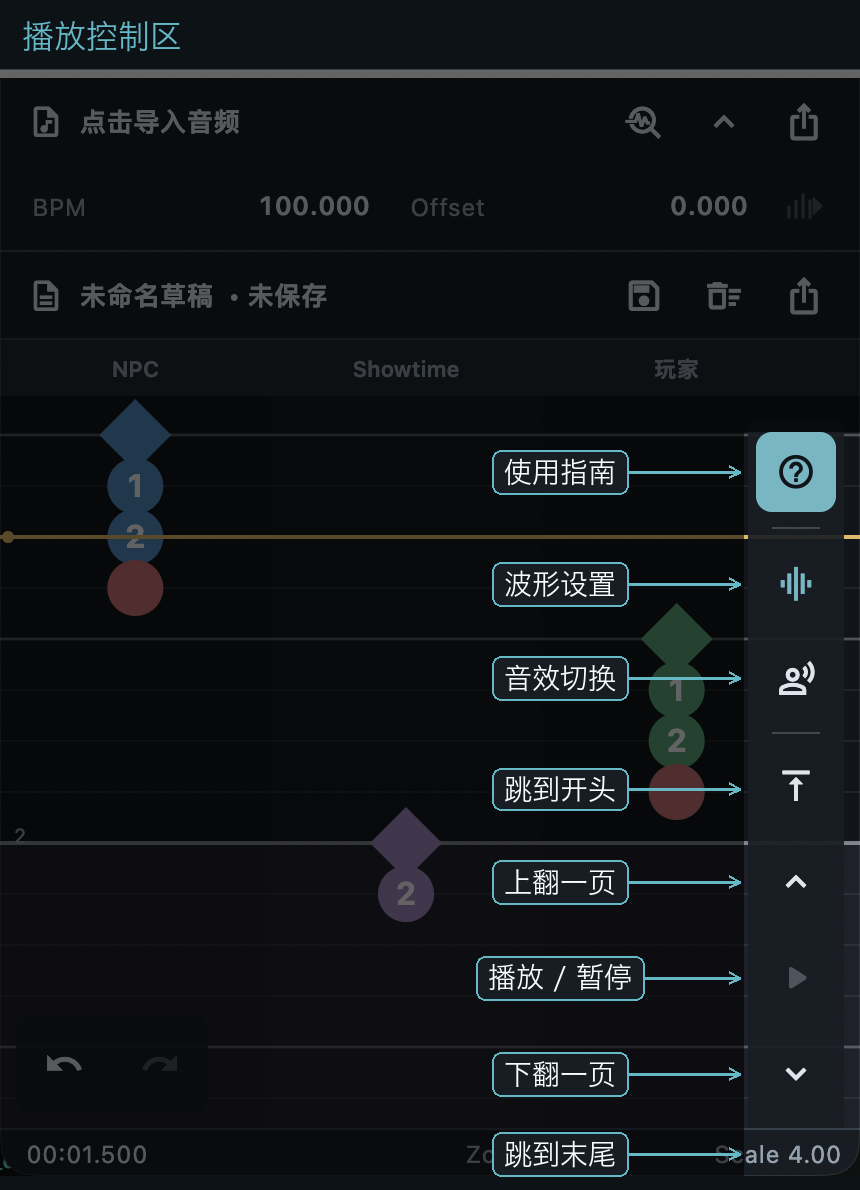 播放控制区
点击导入音频
BPM 100.000 Offset 0.000
未命名草稿 · 未保存
NPC Showtime 玩家
1
使用指南
2
波形设置
音效切换
1
2
跳到开头
2
上翻一页
2
播放 / 暂停
下翻一页
00:01.500 跳到末尾 ale 4.00